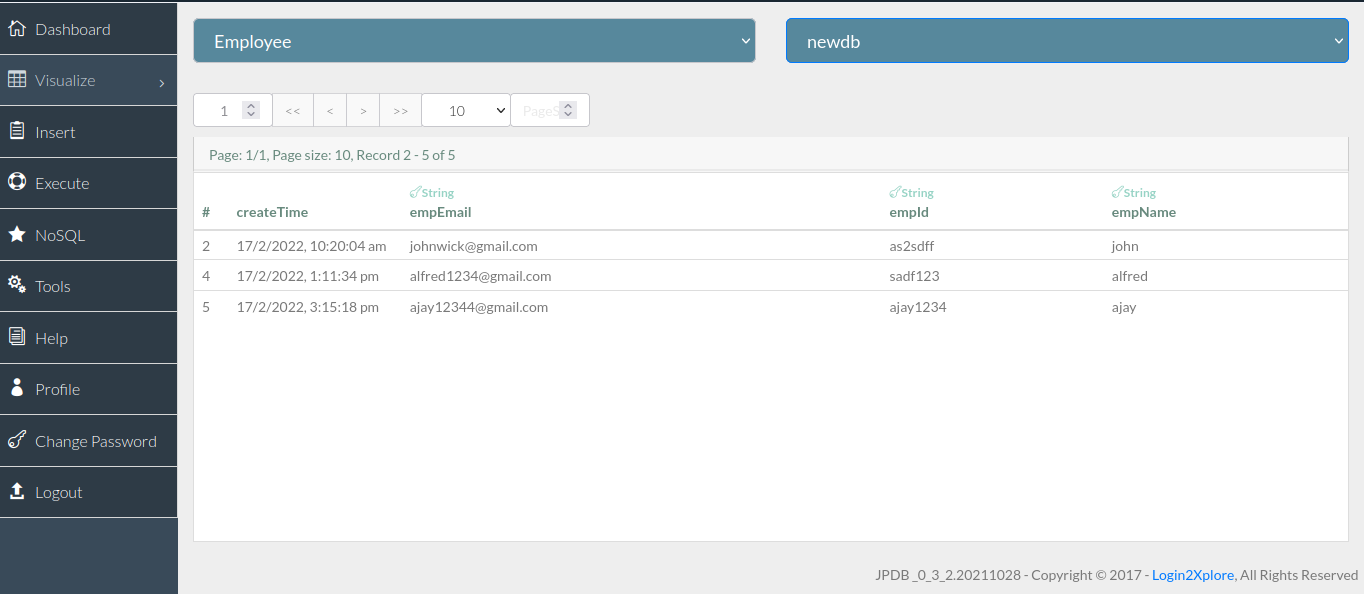 Dashboard
Visualize
Insert
Execute
NoSQL
Tools
Help
Profile
Change Password
Logout
Employee
newdb
1 << < > >> 10
Page: 1/1, Page size: 10, Record 2 - 5 of 5
String String String
# createTime empEmail empId empName
2 17/2/2022, 10:20:04 am johnwick@gmail.com as2sdff john
4 17/2/2022, 1:11:34 pm alfred1234@gmail.com sadf123 alfred
5 17/2/2022, 3:15:18 pm ajay12344@gmail.com ajay1234 ajay
JPDB _0_3_2.20211028 - Copyright © 2017 - Login2Xplore, All Rights Reserved